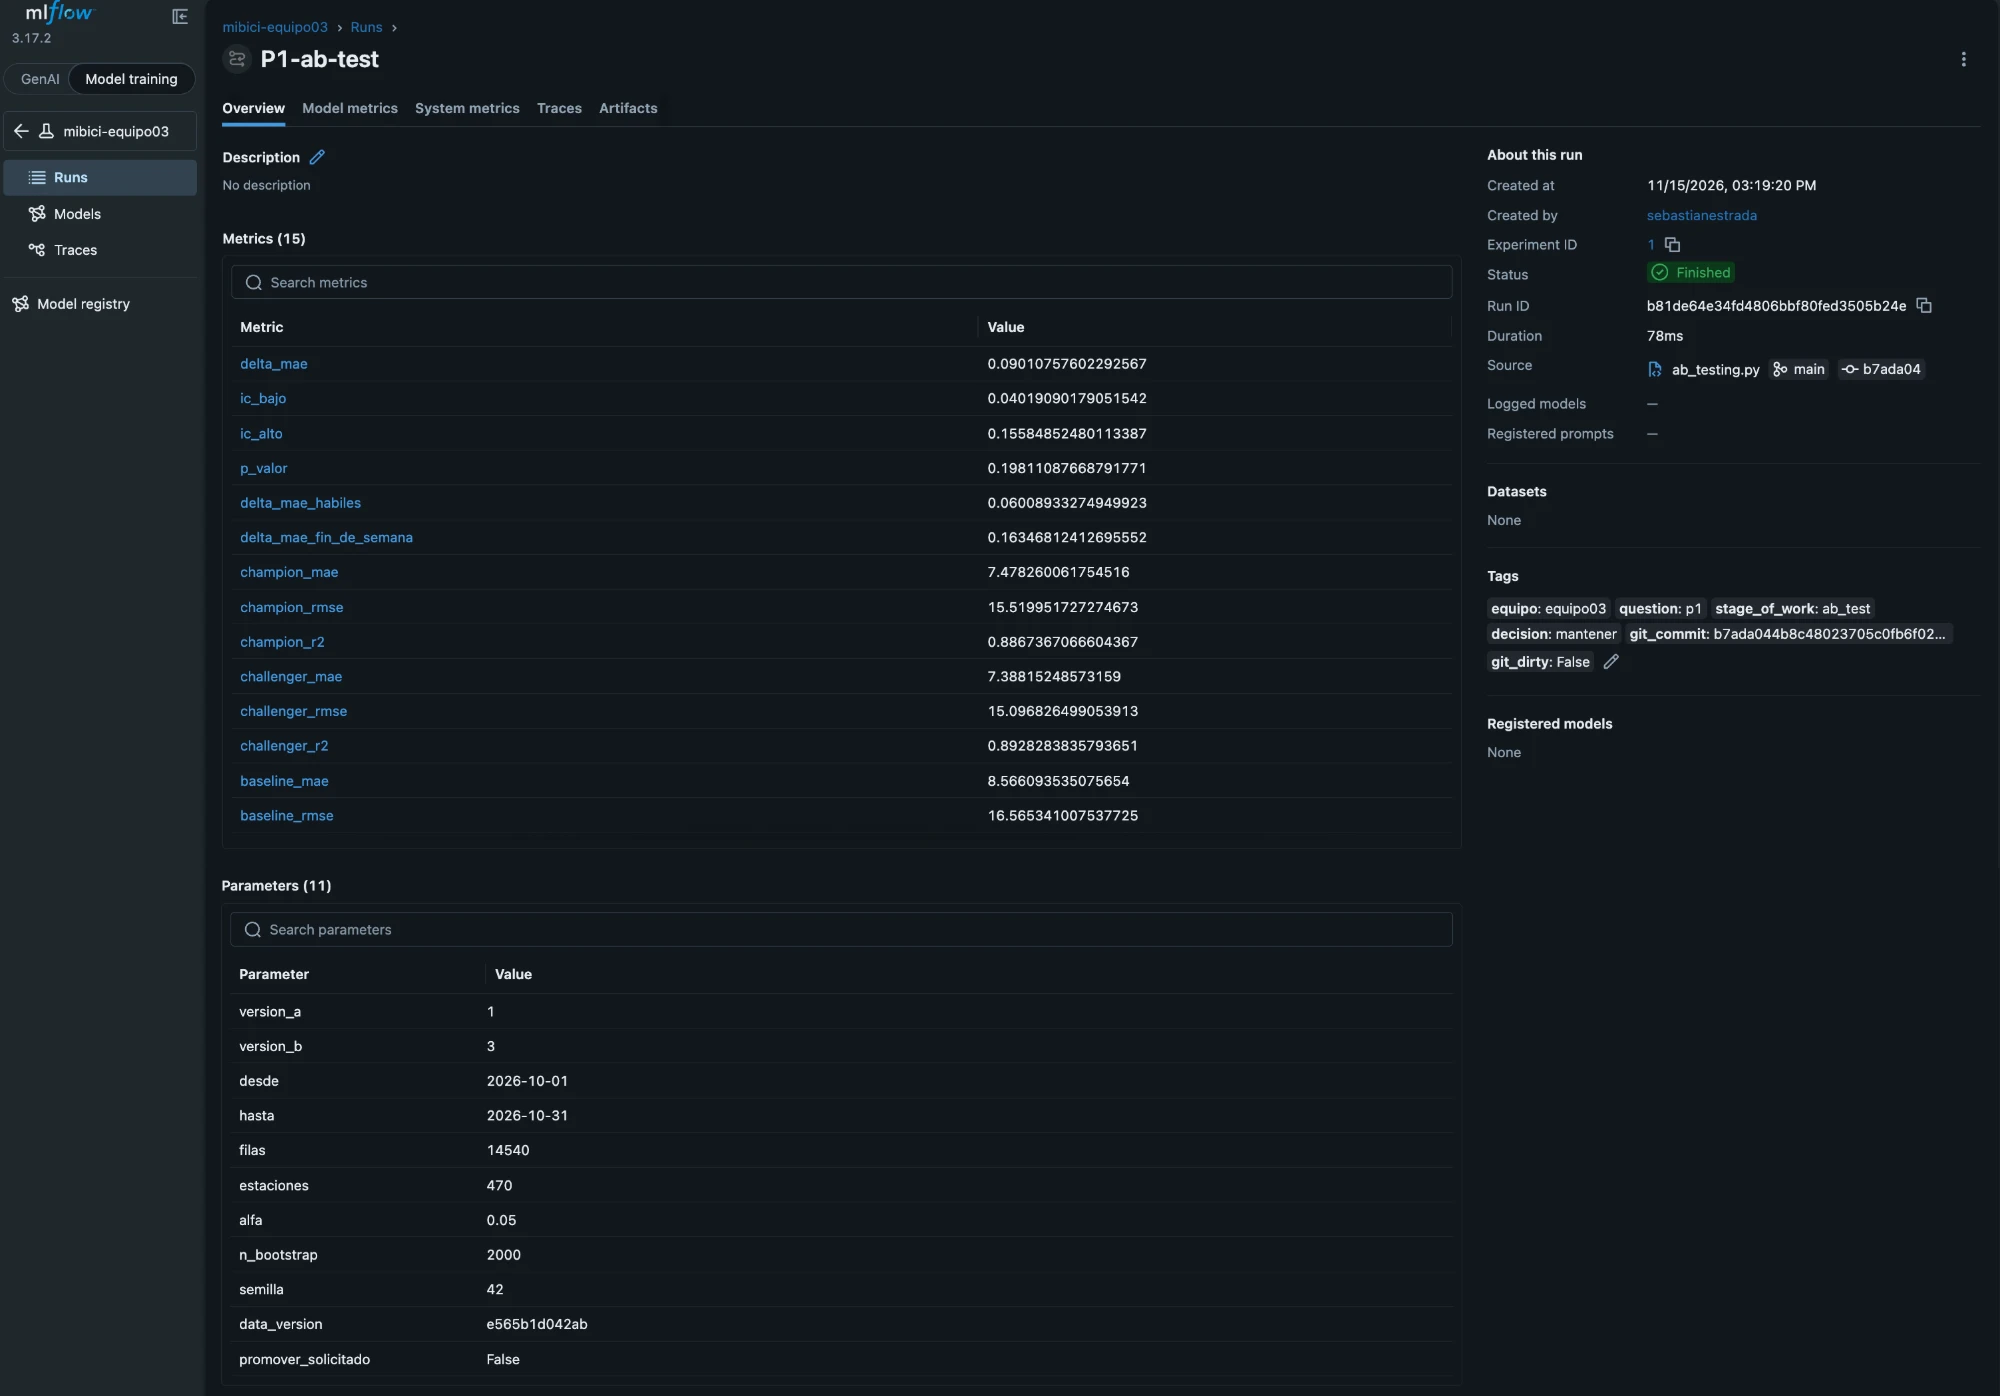 mlflow
3.17.2
GenAI
Model training
mibici-equipo03
Runs
Models
Traces
Model registry
mibici-equipo03 › Runs ›
P1-ab-test
Overview Model metrics System metrics Traces Artifacts
Description
No description
Metrics (15)
Search metrics
Metric Value
delta_mae 0.09010757602292567
ic_bajo 0.04019090179051542
ic_alto 0.15584852480113387
p_valor 0.19811087668791771
delta_mae_habiles 0.06008933274949923
delta_mae_fin_de_semana 0.16346812412695552
champion_mae 7.478260061754516
champion_rmse 15.519951727274673
champion_r2 0.8867367066604367
challenger_mae 7.38815248573159
challenger_rmse 15.096826499053913
challenger_r2 0.8928283835793651
baseline_mae 8.566093535075654
baseline_rmse 16.565341007537725
Parameters (11)
Search parameters
Parameter Value
version_a 1
version_b 3
desde 2026-10-01
hasta 2026-10-31
filas 14540
estaciones 470
alfa 0.05
n_bootstrap 2000
semilla 42
data_version e565b1d042ab
promover_solicitado False
About this run
Created at 11/15/2026, 03:19:20 PM
Created by sebastianestrada
Experiment ID 1
Status Finished
Run ID b81de64e34fd4806bbf80fed3505b24e
Duration 78ms
Source ab_testing.py main b7ada04
Logged models —
Registered prompts —
Datasets
None
Tags
equipo: equipo03 question: p1 stage_of_work: ab_test
decision: mantener git_commit: b7ada044b8c48023705c0fb6f02...
git_dirty: False
Registered models
None